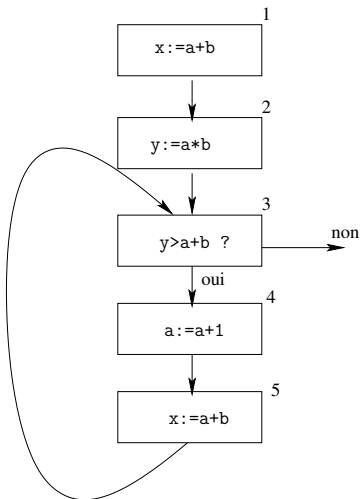 1
x:=a+b
2
y:=a*b
3
y>a+b ?
non
oui
4
a:=a+1
5
x:=a+b